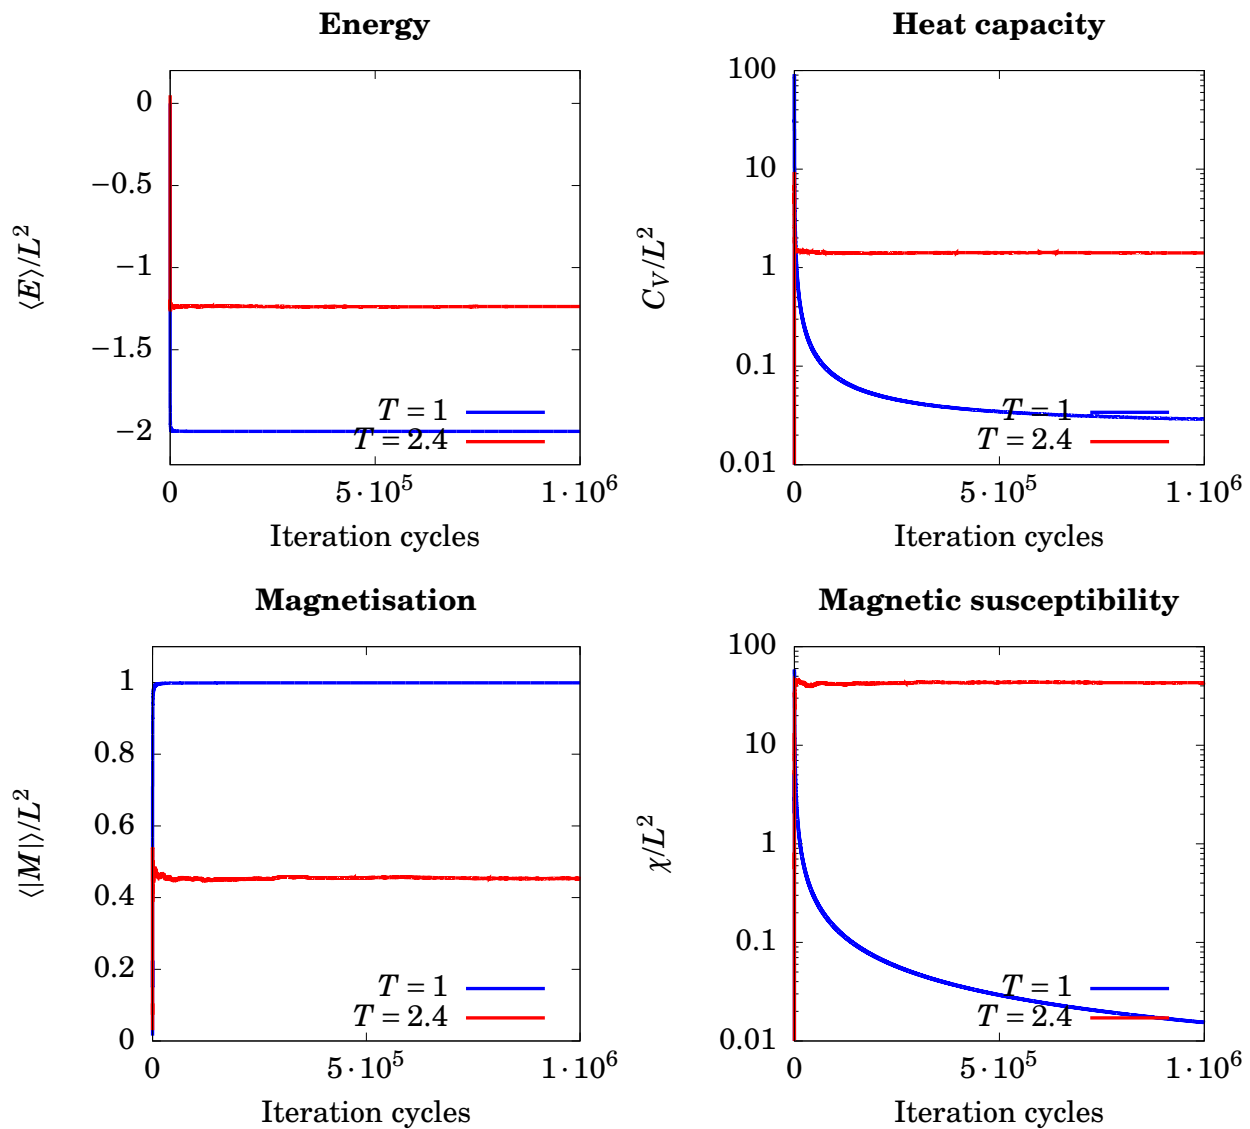 Energy
0
−0.5
−1
−1.5
−2
⟨E⟩/L²
T = 1
T = 2.4
0
5·10⁵
1·10⁶
Iteration cycles
Heat capacity
100
10
1
0.1
0.01
C_V/L²
T = 1
T = 2.4
0
5·10⁵
1·10⁶
Iteration cycles
Magnetisation
1
0.8
0.6
0.4
0.2
0
⟨|M|⟩/L²
T = 1
T = 2.4
0
5·10⁵
1·10⁶
Iteration cycles
Magnetic susceptibility
100
10
1
0.1
0.01
χ/L²
T = 1
T = 2.4
0
5·10⁵
1·10⁶
Iteration cycles